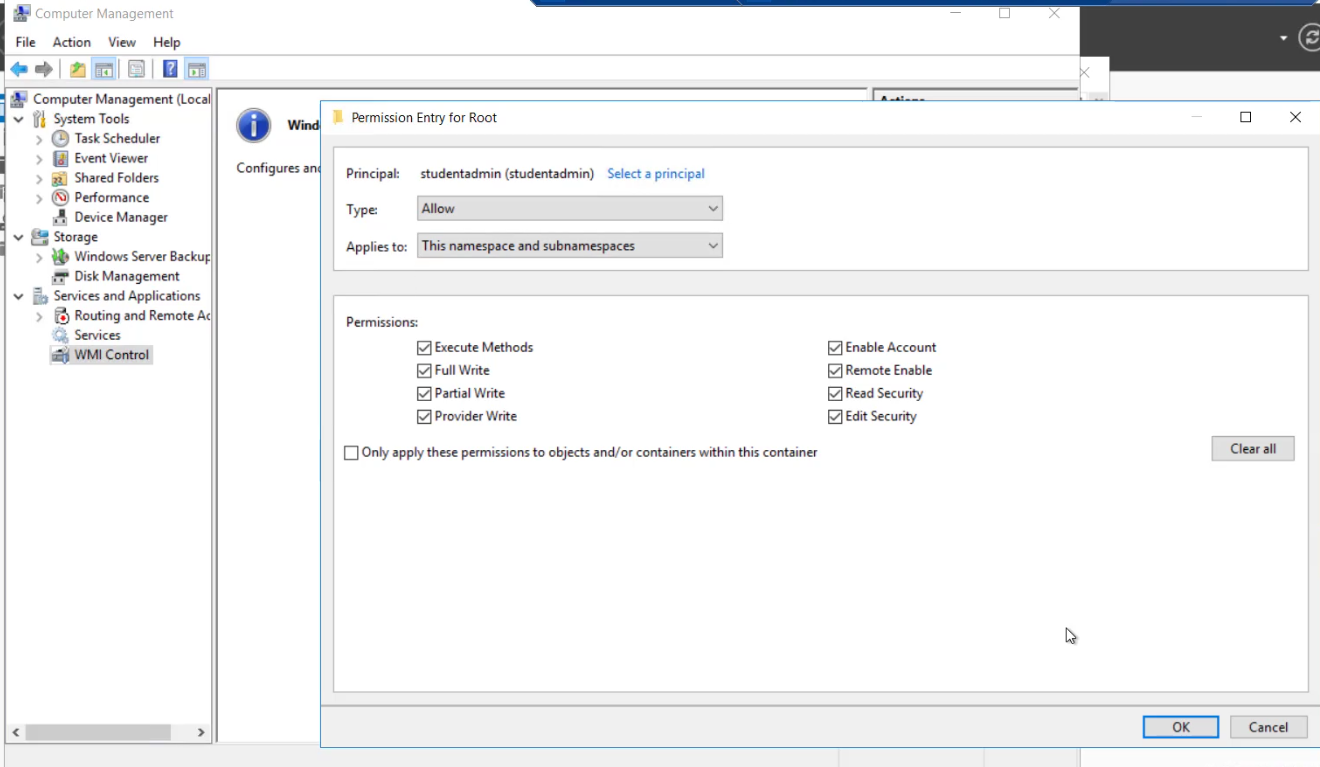 Computer Management
File Action View Help
Computer Management (Local
System Tools
Task Scheduler
Event Viewer
Shared Folders
Performance
Device Manager
Storage
Windows Server Backup
Disk Management
Services and Applications
Routing and Remote Ac
Services
WMI Control
Wind
Configures and
Actions
Permission Entry for Root
Principal: studentadmin (studentadmin) Select a principal
Type: Allow
Applies to: This namespace and subnamespaces
Permissions:
Execute Methods Enable Account
Full Write Remote Enable
Partial Write Read Security
Provider Write Edit Security
Only apply these permissions to objects and/or containers within this container
Clear all
OK Cancel